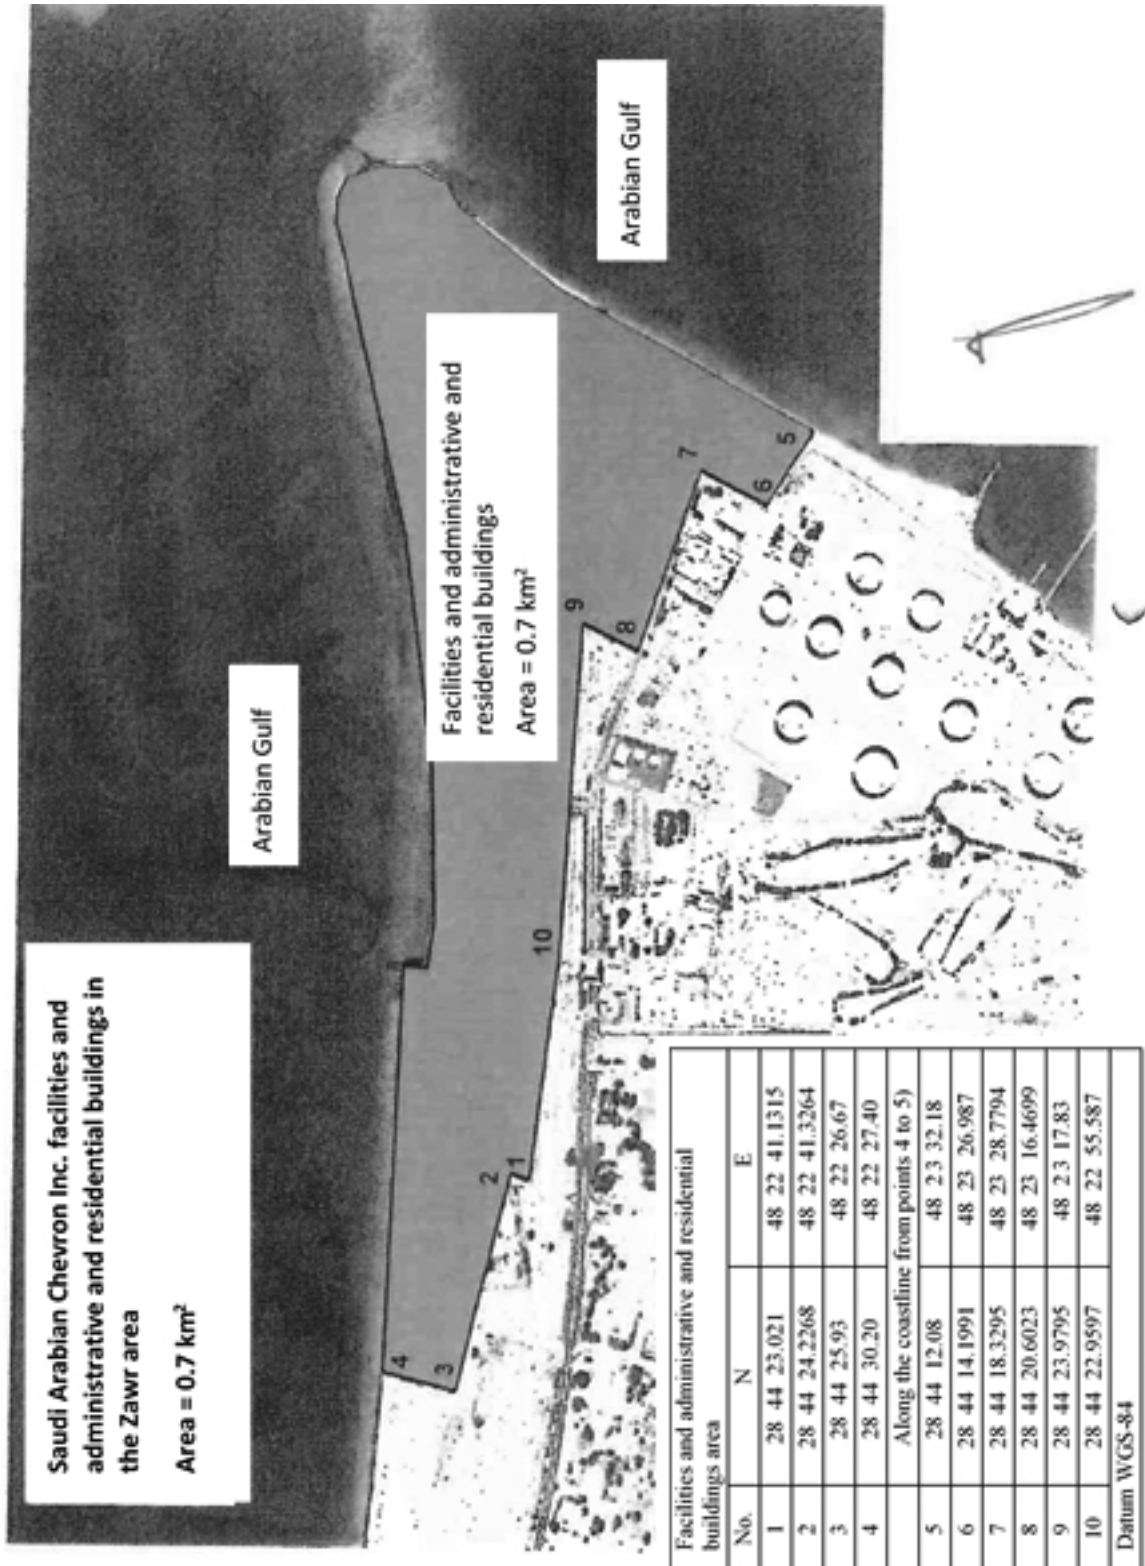 Saudi Arabian Chevron Inc. facilities and
administrative and residential buildings in
the Zawr area
Area = 0.7 km²
Arabian Gulf
Arabian Gulf
Facilities and administrative and
residential buildings
Area = 0.7 km²
4
3
2
1
10
9
8
7
6
5
Facilities and administrative and residential
buildings area
No. N E
1 28 44 23.021 48 22 41.1315
2 28 44 24.2268 48 22 41.3264
3 28 44 25.93 48 22 26.67
4 28 44 30.20 48 22 27.40
Along the coastline from points 4 to 5)
5 28 44 12.08 48 2 3 32.18
6 28 44 14.1991 48 23 26.987
7 28 44 18.3295 48 23 28.7794
8 28 44 20.6023 48 23 16.4699
9 28 44 23.9795 48 2 3 17.83
10 28 44 22.9597 48 22 55.587
Datum WGS-84